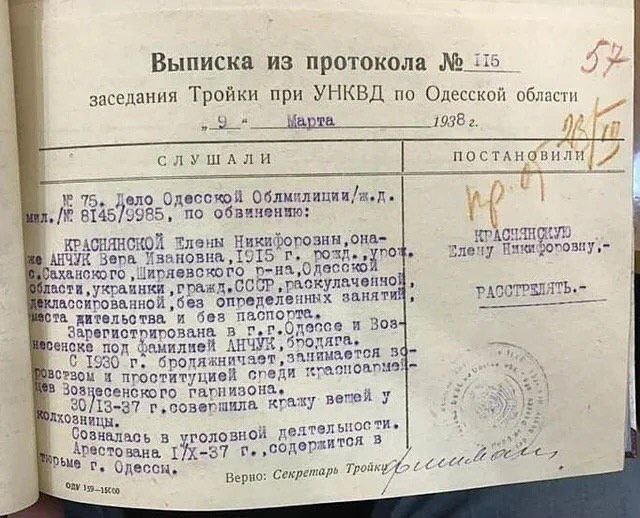 57
Выписка из протокола № 115
заседания Тройки при УНКВД по Одесской области
„ 9 “ Марта 1938 г.
СЛУШАЛИ
№ 75. Дело Одесской Облмилиции/ж.д.
мил./№ 8145/9985, по обвинению:
КРАСНЯНСКОЙ Елены Никифоровны, она-
же АНЧУК Вера Ивановна, 1915 г. рожд., урож.
с.Саханского, Ширяевского р-на, Одесской
области, украинки, гражд.СССР, раскулаченной,
деклассированной, без определенных занятий,
места жительства и без паспорта.
Зарегистрирована в г.г.Одессе и Воз-
несенске под фамилией АНЧУК, бродяга.
С 1930 г. бродяжничает, занимается во-
ровством и проституцией среди красноармей-
цев Вознесенского гарнизона.
30/IX-37 г. совершила кражу вещей у
колхозницы.
Созналась в уголовной деятельности.
Арестована 1/X-37 г., содержится в
тюрьме г. Одессы.
ПОСТАНОВИЛИ
КРАСНЯНСКУЮ
Елену Никифоровну,-
РАССТРЕЛЯТЬ.-
Верно: Секретарь Тройки
ОДУ 159—15000